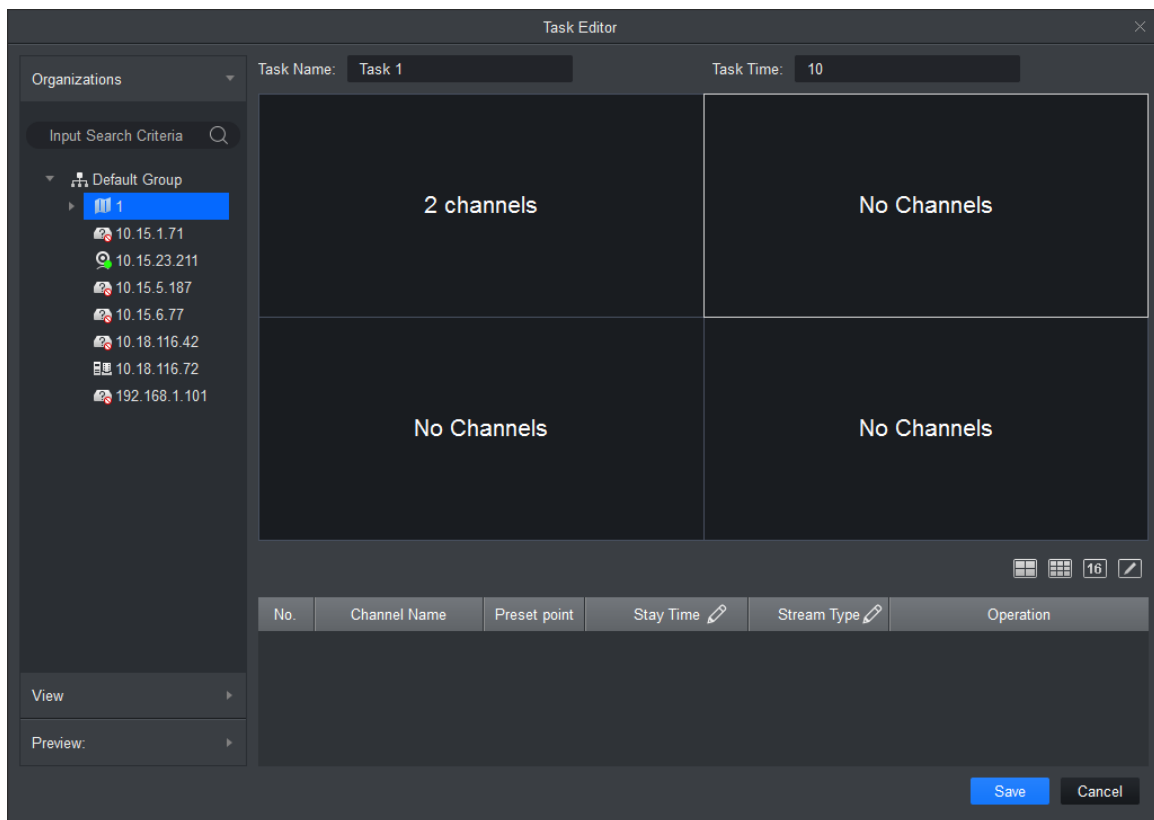 Task Editor
Organizations
Task Name: Task 1
Task Time: 10
Input Search Criteria
Default Group
1
10.15.1.71
10.15.23.211
10.15.5.187
10.15.6.77
10.18.116.42
10.18.116.72
192.168.1.101
2 channels
No Channels
No Channels
No Channels
16
No. Channel Name Preset point Stay Time Stream Type Operation
View
Preview:
Save Cancel